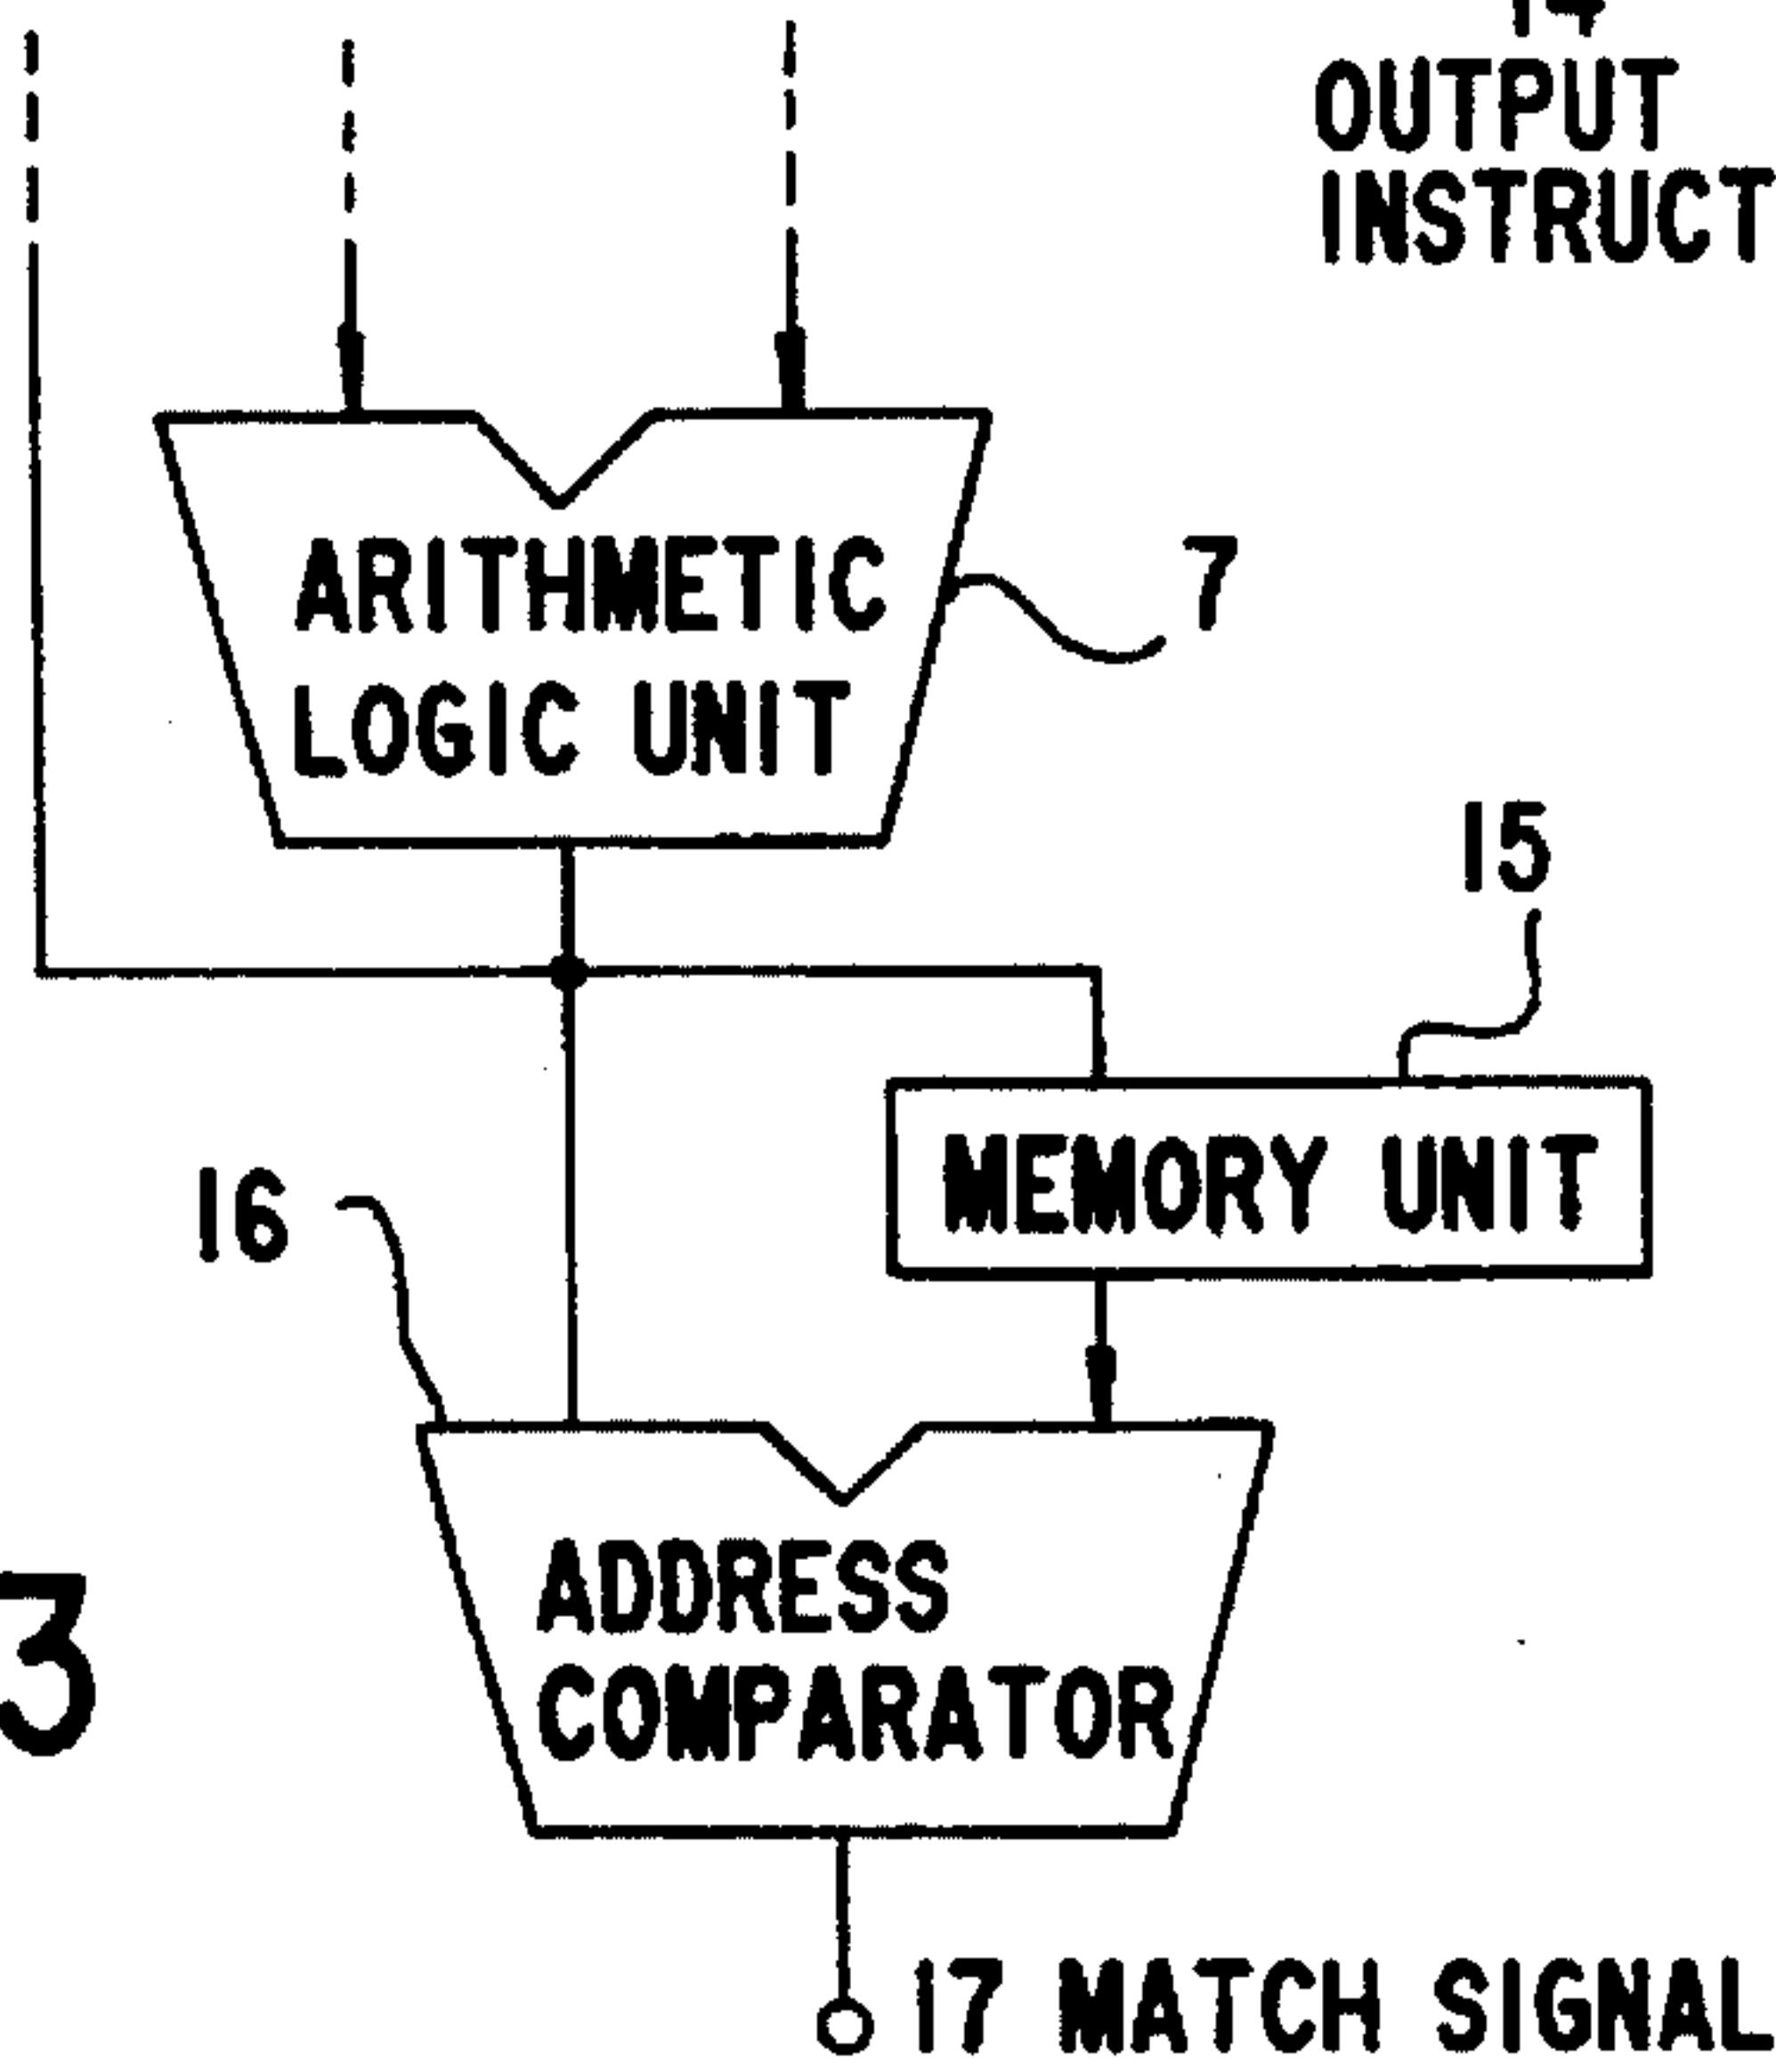 OUTPUT
INSTRUCT
ARITHMETIC
LOGIC UNIT
7
15
MEMORY UNIT
16
ADDRESS
COMPARATOR
3
17 MATCH SIGNAL